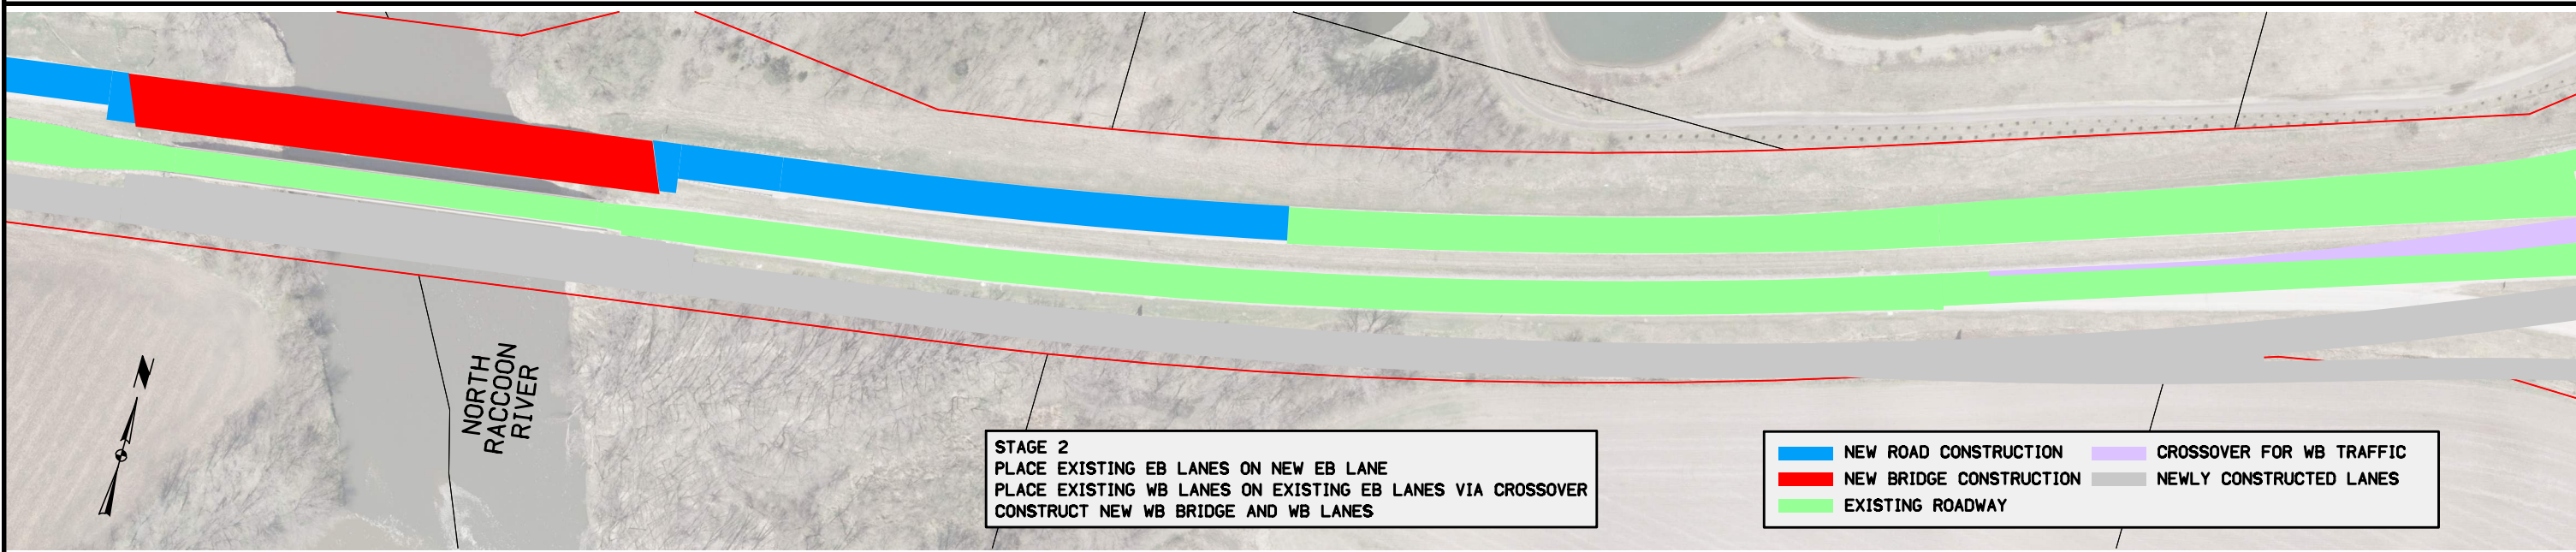 NORTH
RACCOON
RIVER
STAGE 2
PLACE EXISTING EB LANES ON NEW EB LANE
PLACE EXISTING WB LANES ON EXISTING EB LANES VIA CROSSOVER
CONSTRUCT NEW WB BRIDGE AND WB LANES
NEW ROAD CONSTRUCTION
NEW BRIDGE CONSTRUCTION
EXISTING ROADWAY
CROSSOVER FOR WB TRAFFIC
NEWLY CONSTRUCTED LANES
N